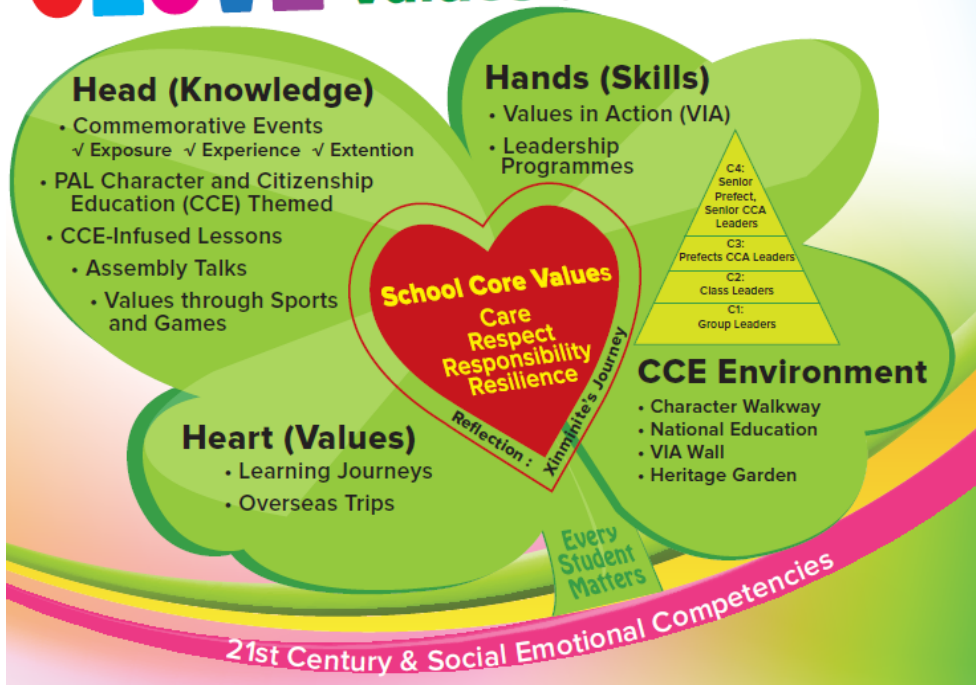 Head (Knowledge)
• Commemorative Events
√ Exposure √ Experience √ Extention
• PAL Character and Citizenship
Education (CCE) Themed
• CCE-Infused Lessons
• Assembly Talks
• Values through Sports
and Games
Hands (Skills)
• Values in Action (VIA)
• Leadership
Programmes
C4:
Senior
Prefect,
Senior CCA
Leaders
C3:
Prefects CCA Leaders
C2:
Class Leaders
C1:
Group Leaders
School Core Values
Care
Respect
Responsibility
Resilience
Reflection : Xinminite's Journey
CCE Environment
• Character Walkway
• National Education
• VIA Wall
• Heritage Garden
Heart (Values)
• Learning Journeys
• Overseas Trips
Every
Student
Matters
21st Century & Social Emotional Competencies